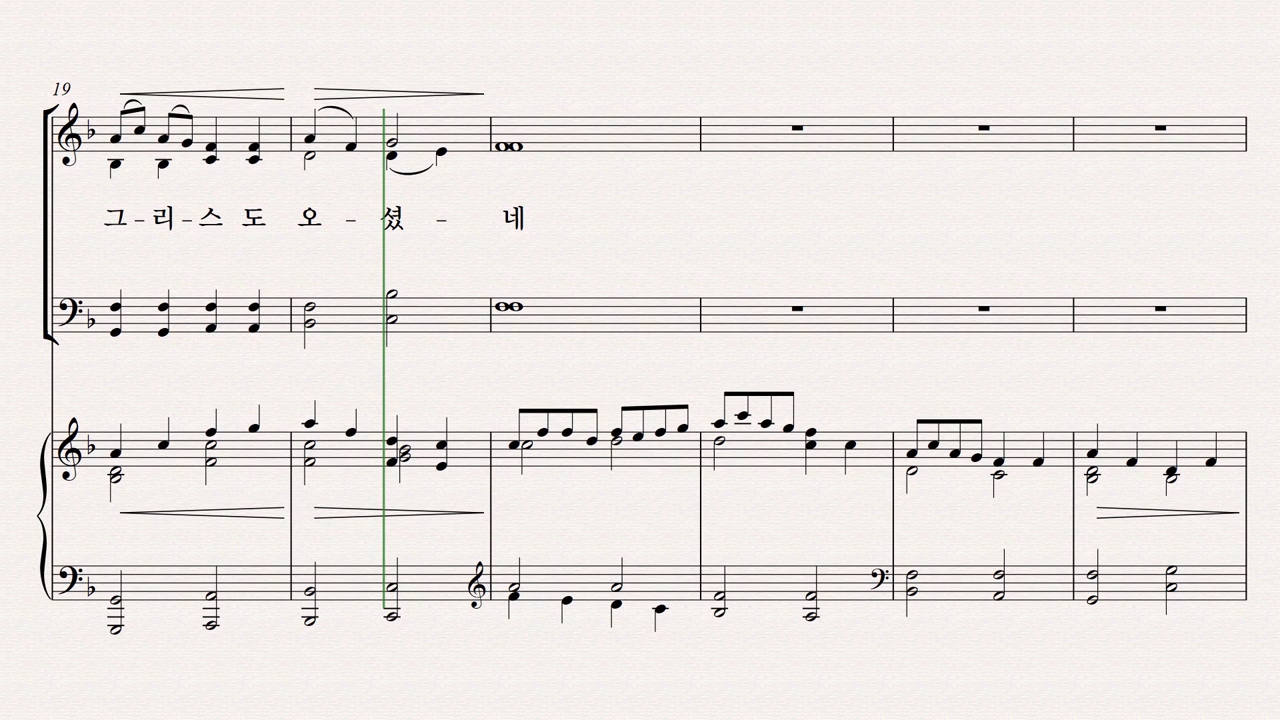 19
그-리-스 도 오 - 셨 - 네